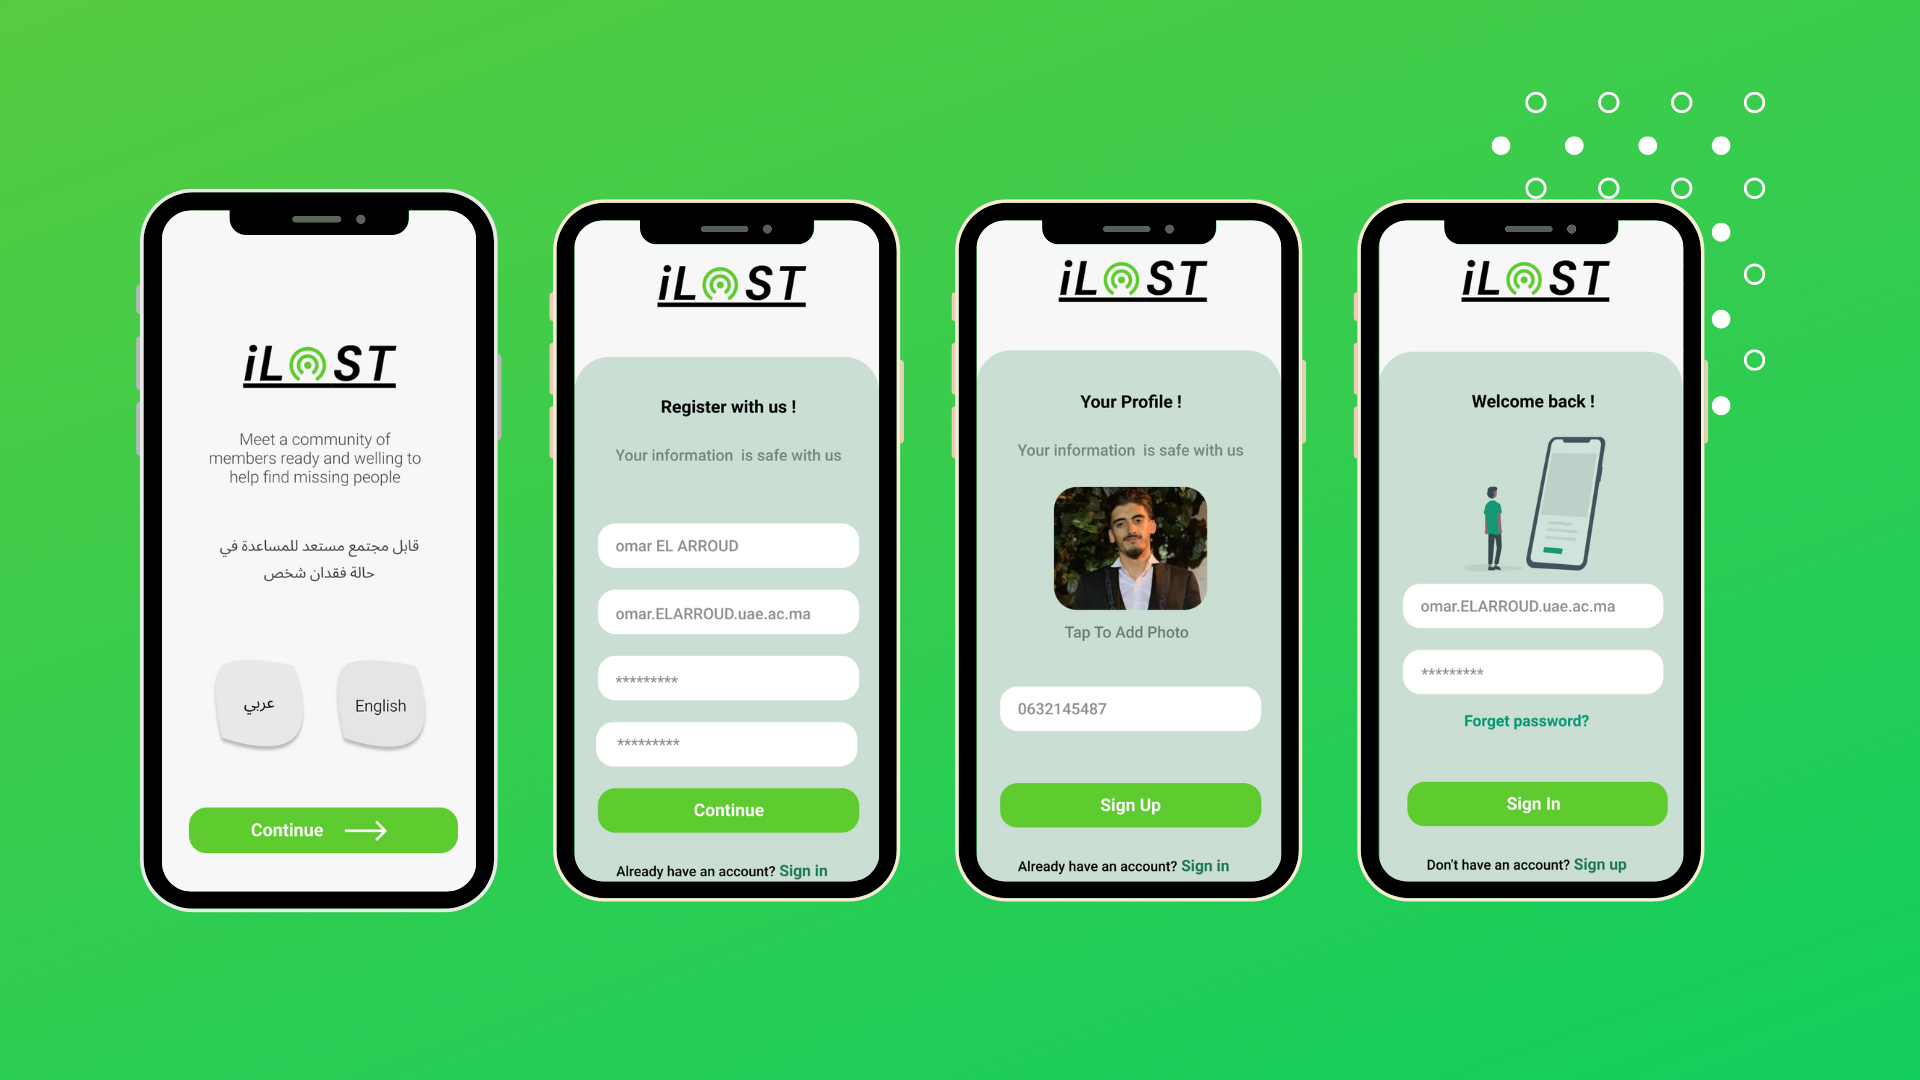 iLOST
Meet a community of
members ready and welling to
help find missing people
قابل مجتمع مستعد للمساعدة في
حالة فقدان شخص
عربي
English
Continue
iLOST
Register with us !
Your information is safe with us
omar EL ARROUD
omar.ELARROUD.uae.ac.ma
*********
*********
Continue
Already have an account? Sign in
iLOST
Your Profile !
Your information is safe with us
Tap To Add Photo
0632145487
Sign Up
Already have an account? Sign in
iLOST
Welcome back !
omar.ELARROUD.uae.ac.ma
*********
Forget password?
Sign In
Don't have an account? Sign up